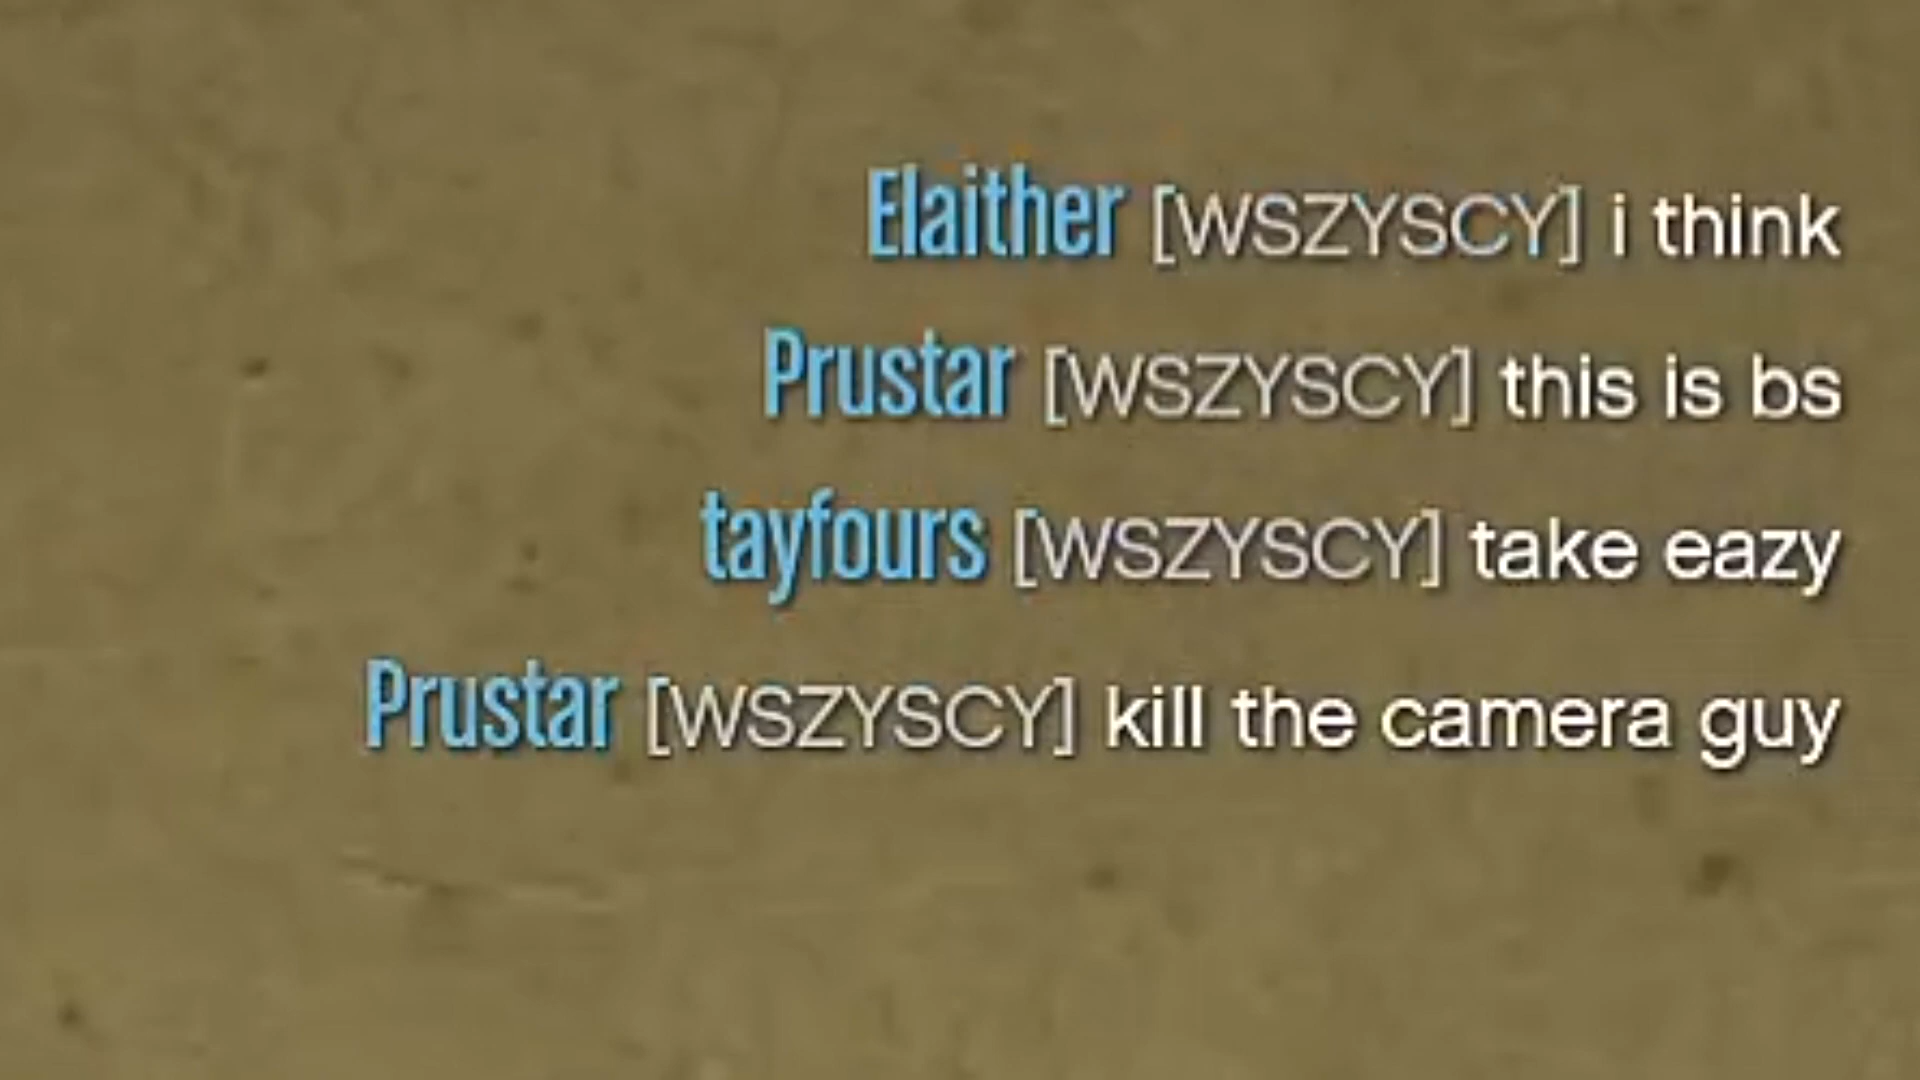 Elaither [WSZYSCY] i think
Prustar [WSZYSCY] this is bs
tayfours [WSZYSCY] take eazy
Prustar [WSZYSCY] kill the camera guy